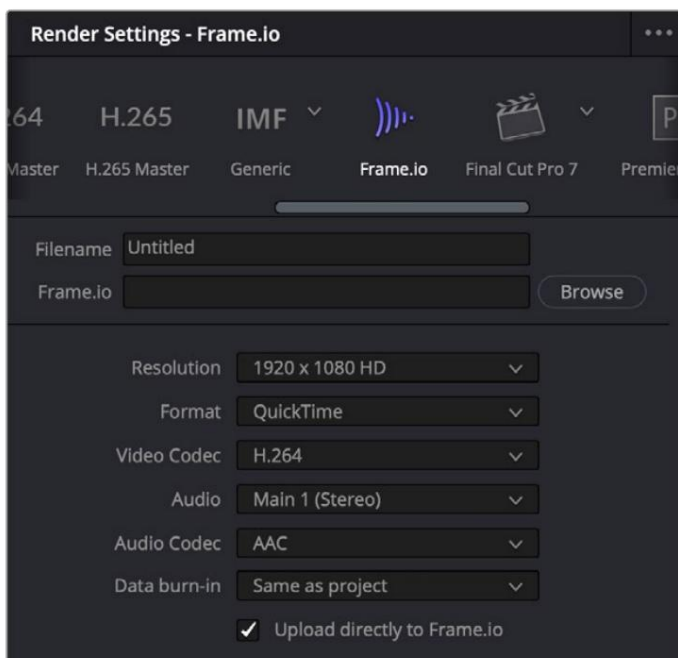 Render Settings - Frame.io
264 H.265 IMF
Master H.265 Master Generic Frame.io Final Cut Pro 7 Premie
Filename Untitled
Frame.io Browse
Resolution 1920 x 1080 HD
Format QuickTime
Video Codec H.264
Audio Main 1 (Stereo)
Audio Codec AAC
Data burn-in Same as project
Upload directly to Frame.io